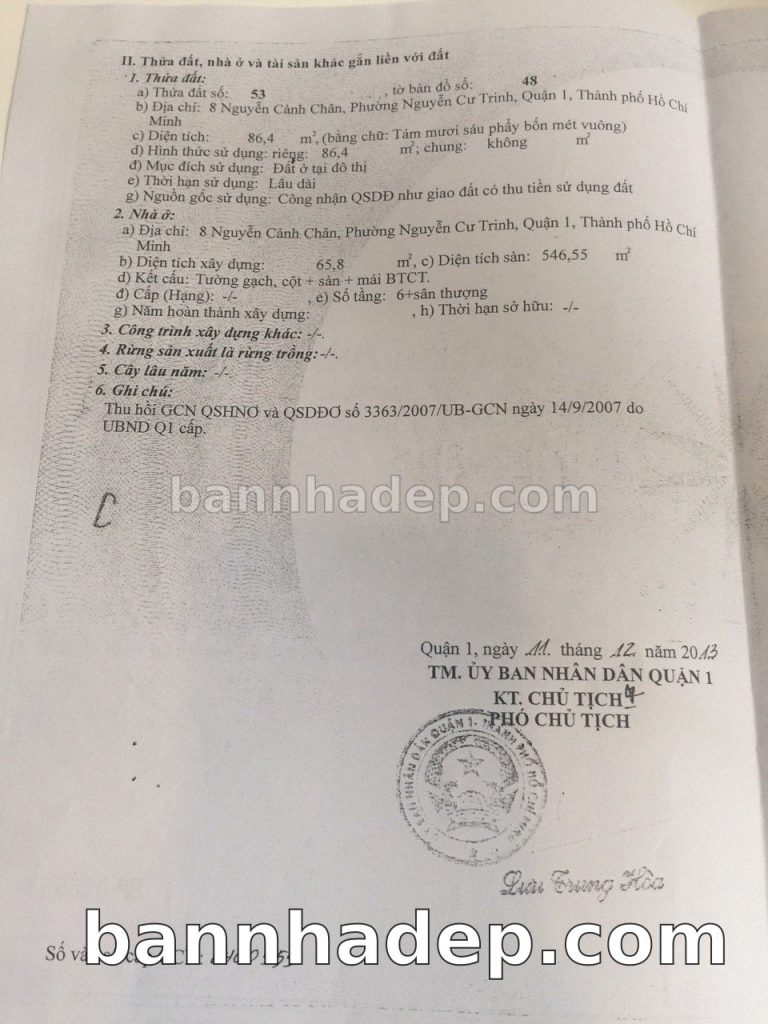 II. Thửa đất, nhà ở và tài sản khác gắn liền với đất
1. Thửa đất:
a) Thửa đất số: 53 , tờ bản đồ số: 48
b) Địa chỉ: 8 Nguyễn Cảnh Chân, Phường Nguyễn Cư Trinh, Quận 1, Thành phố Hồ Chí
Minh
c) Diện tích: 86,4 m², (bằng chữ: Tám mươi sáu phẩy bốn mét vuông)
d) Hình thức sử dụng: riêng: 86,4 m²; chung: không m²
đ) Mục đích sử dụng: Đất ở tại đô thị
e) Thời hạn sử dụng: Lâu dài
g) Nguồn gốc sử dụng: Công nhận QSDĐ như giao đất có thu tiền sử dụng đất
2. Nhà ở:
a) Địa chỉ: 8 Nguyễn Cảnh Chân, Phường Nguyễn Cư Trinh, Quận 1, Thành phố Hồ Chí
Minh
b) Diện tích xây dựng: 65,8 m², c) Diện tích sàn: 546,55 m²
d) Kết cấu: Tường gạch, cột + sàn + mái BTCT.
đ) Cấp (Hạng): -/- , e) Số tầng: 6+sân thượng
g) Năm hoàn thành xây dựng: , h) Thời hạn sở hữu: -/-
3. Công trình xây dựng khác: -/-.
4. Rừng sản xuất là rừng trồng: -/-.
5. Cây lâu năm: -/-.
6. Ghi chú:
Thu hồi GCN QSHNƠ và QSDĐƠ số 3363/2007/UB-GCN ngày 14/9/2007 do
UBND Q1 cấp.
bannhadep.com
Quận 1, ngày 11. tháng 12 năm 2013
TM. ỦY BAN NHÂN DÂN QUẬN 1
KT. CHỦ TỊCH
PHÓ CHỦ TỊCH
BAN NHÂN DÂN QUẬN 1 - THÀNH PHỐ HỒ CHÍ MINH
Lưu Trung Hòa
bannhadep.com
Số